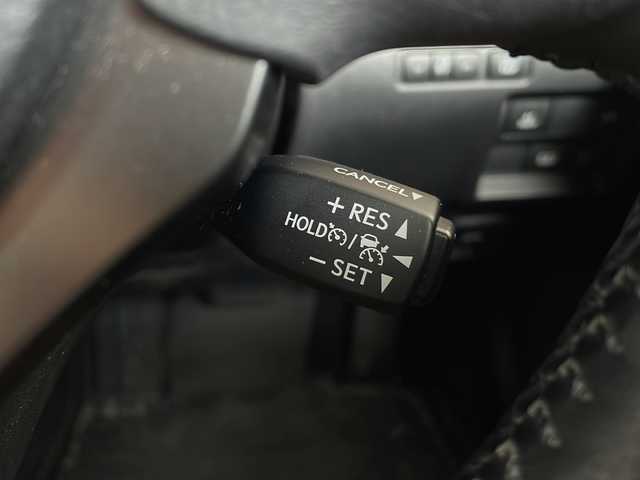 CANCEL▼
+ RES ▲
HOLD / ◀
− SET ▼